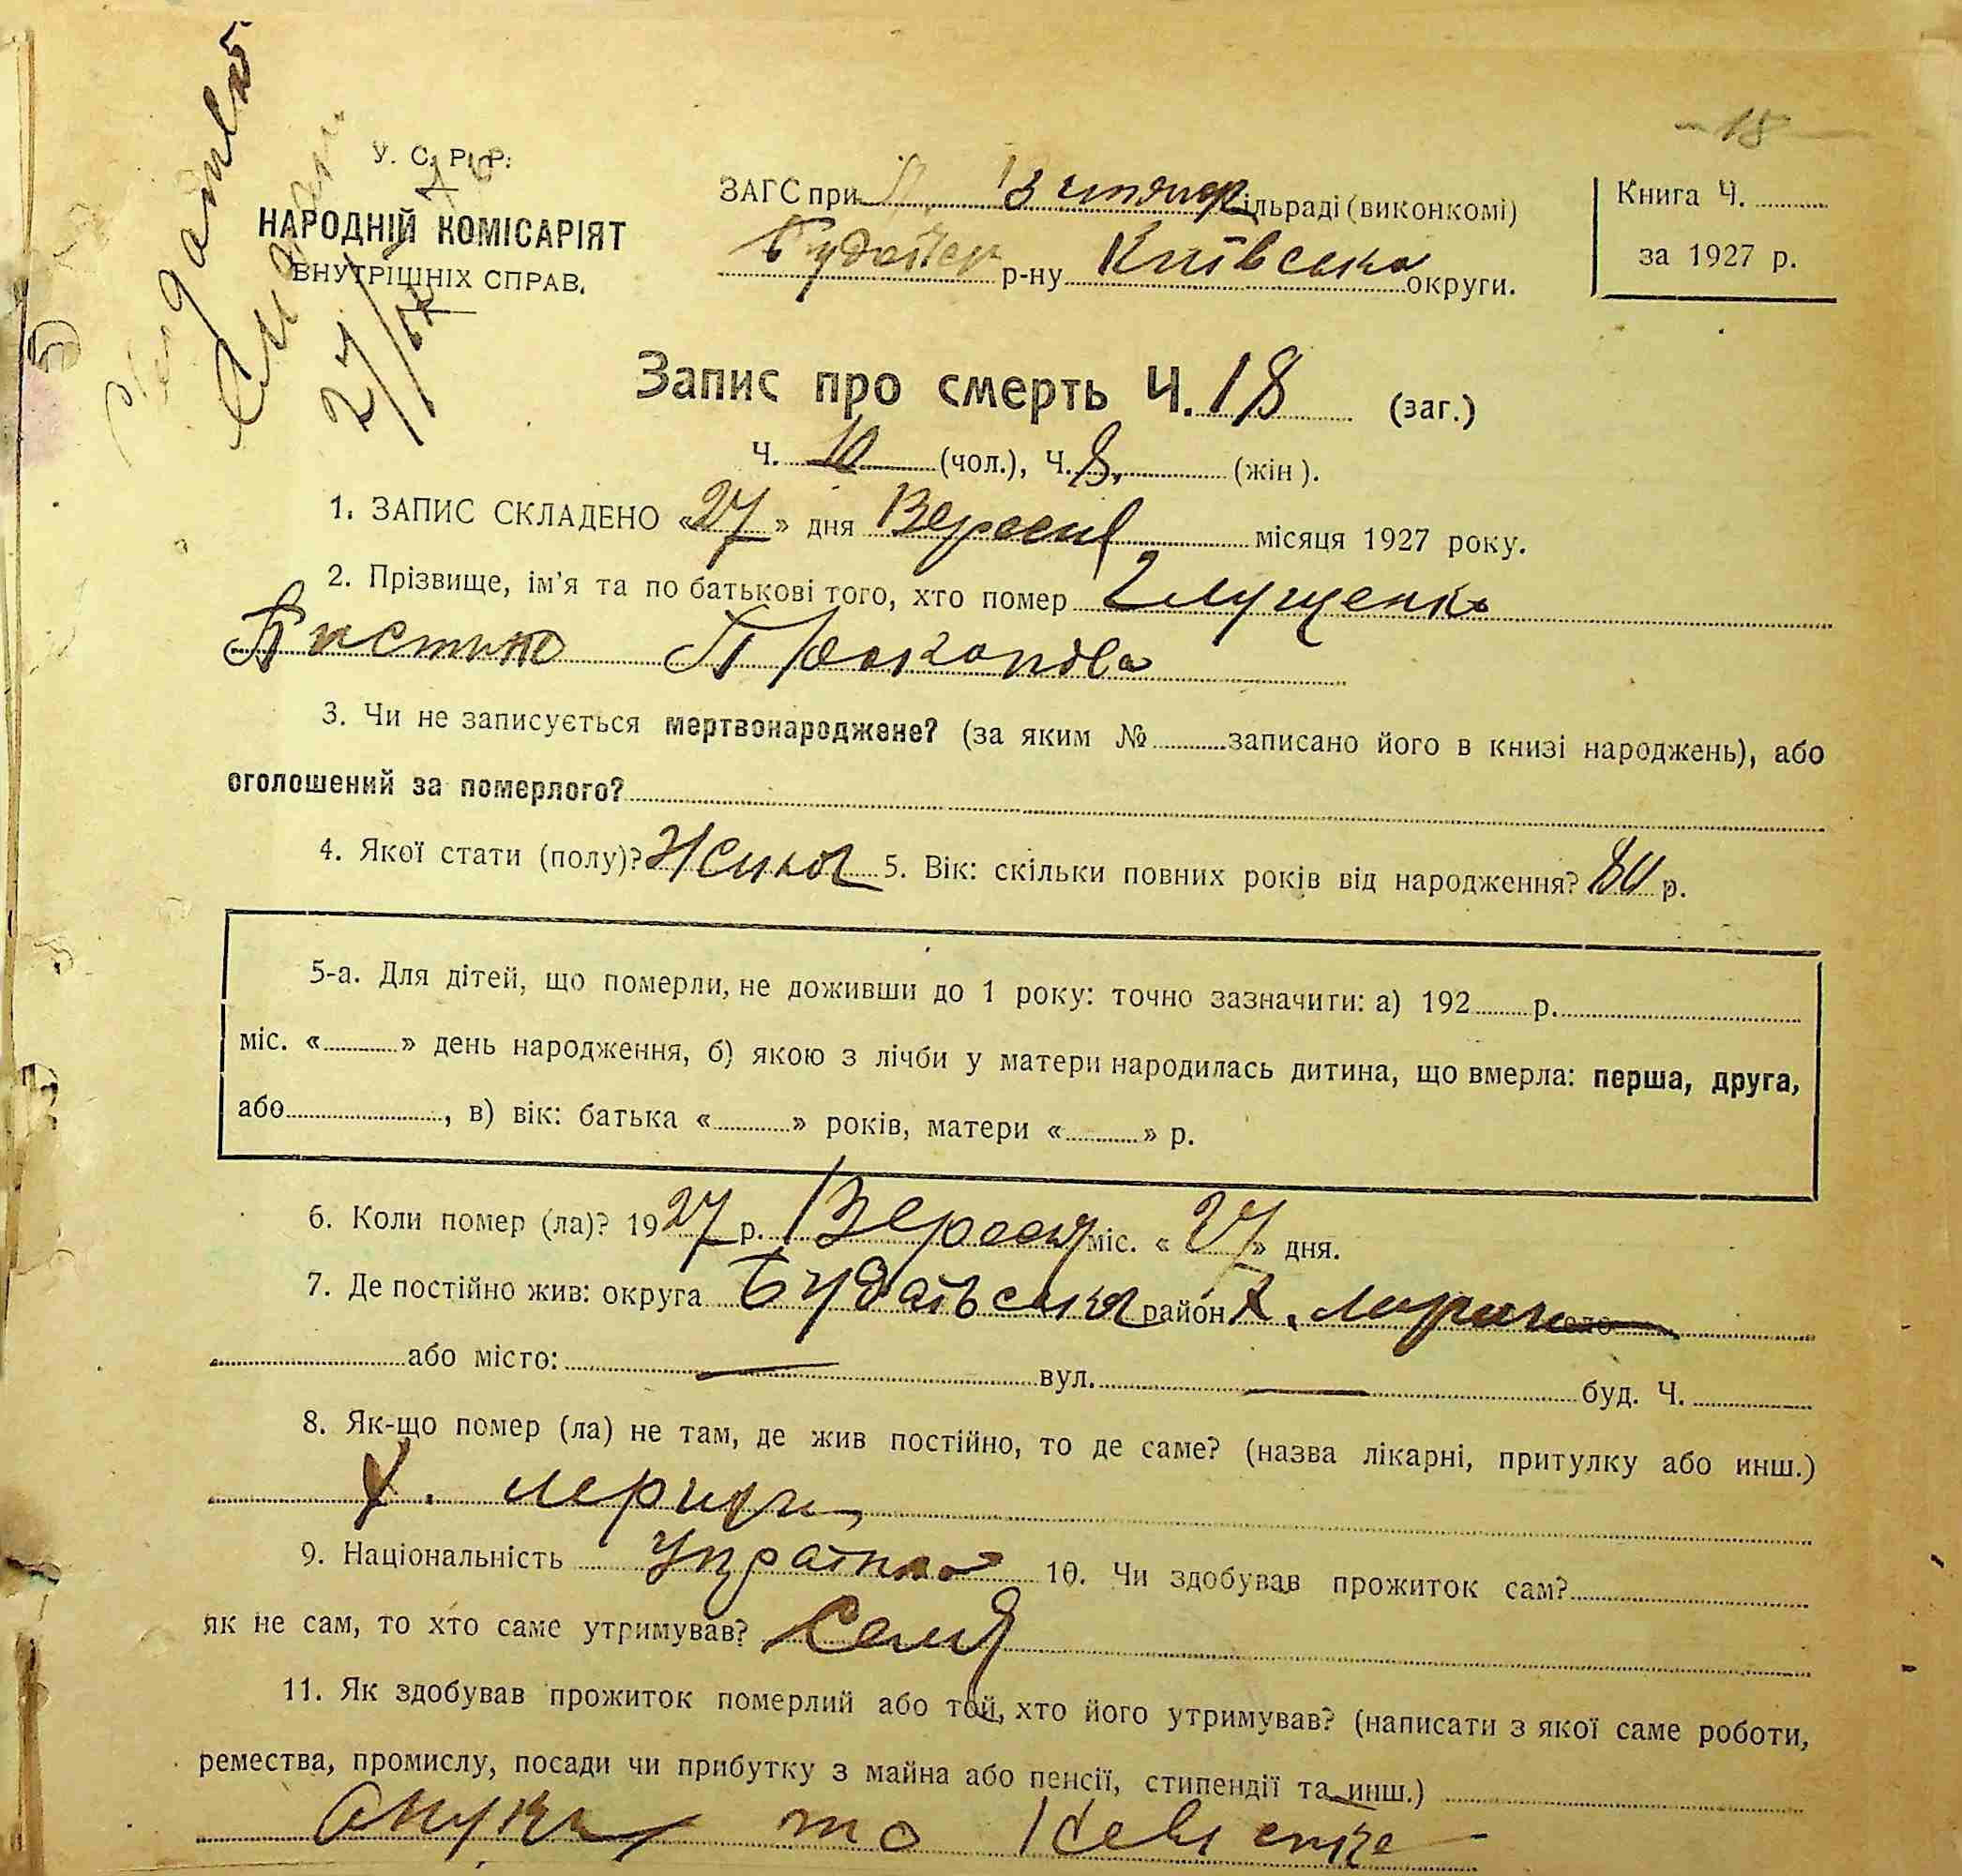 18
У. С. Р. Р.
НАРОДНІЙ КОМІСАРІЯТ
ВНУТРІШНІХ СПРАВ.
27/IX
ЗАГС при сільраді (виконкомі)
р-ну Київська округи.
Книга Ч.
за 1927 р.
Запис про смерть Ч. 18 (заг.)
Ч. 10 (чол.), Ч. 8, (жін).
1. ЗАПИС СКЛАДЕНО «27» дня Вересня місяця 1927 року.
2. Прізвище, ім'я та по батькові того, хто помер Глущенко
3. Чи не записується мертвонароджене? (за яким № записано його в книзі народжень), або
оголошений за померлого?
4. Якої стати (полу)? 5. Вік: скільки повних років від народження? 80 р.
5-а. Для дітей, що померли, не доживши до 1 року: точно зазначити: а) 192 р.
міс. « » день народження, б) якою з лічби у матери народилась дитина, що вмерла: перша, друга,
або , в) вік: батька « » років, матери « » р.
6. Коли помер (ла)? 1927 р. Вересня міс. «27» дня.
7. Де постійно жив: округа район х. село
або місто: — вул. — буд. Ч.
8. Як-що помер (ла) не там, де жив постійно, то де саме? (назва лікарні, притулку або инш.)
х.
9. Національність 10. Чи здобував прожиток сам?
як не сам, то хто саме утримував? Семя
11. Як здобував прожиток померлий або той, хто його утримував? (написати з якої саме роботи,
ремества, промислу, посади чи прибутку з майна або пенсії, стипендії та инш.)